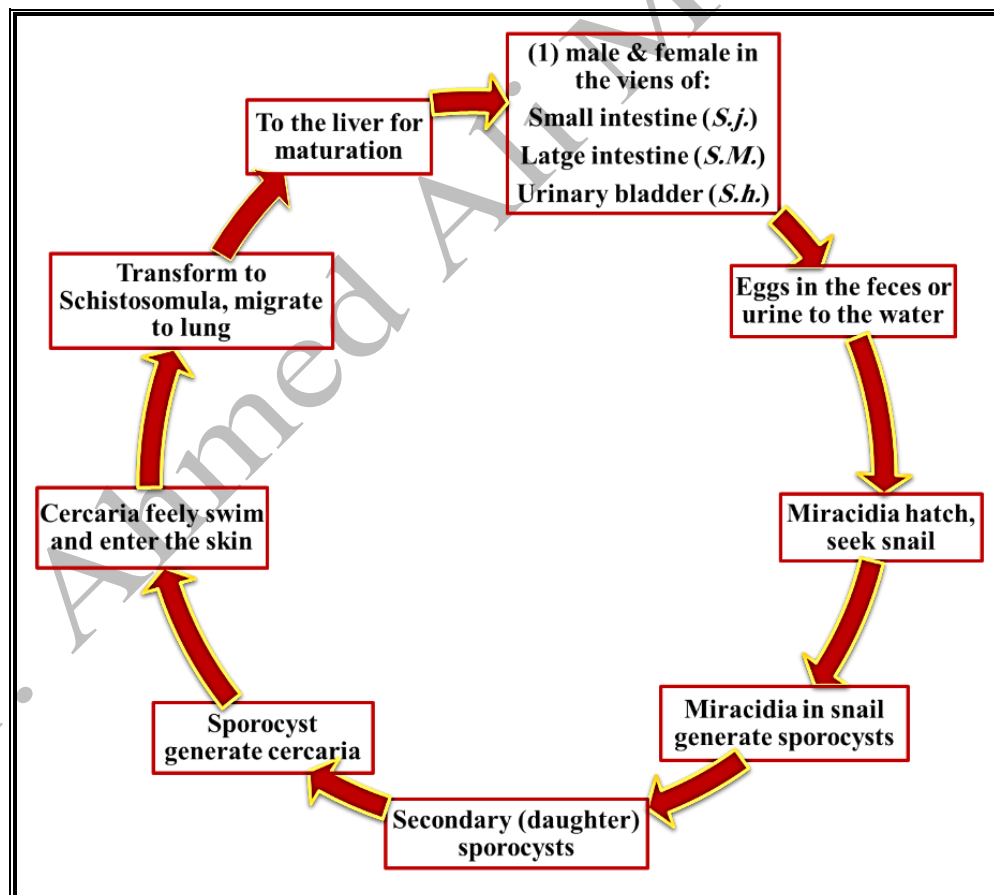 (1) male & female in
the viens of:
Small intestine (S.j.)
Latge intestine (S.M.)
Urinary bladder (S.h.)
Eggs in the feces or
urine to the water
Miracidia hatch,
seek snail
Miracidia in snail
generate sporocysts
Secondary (daughter)
sporocysts
Sporocyst
generate cercaria
Cercaria feely swim
and enter the skin
Transform to
Schistosomula, migrate
to lung
To the liver for
maturation
Ahmed Ali